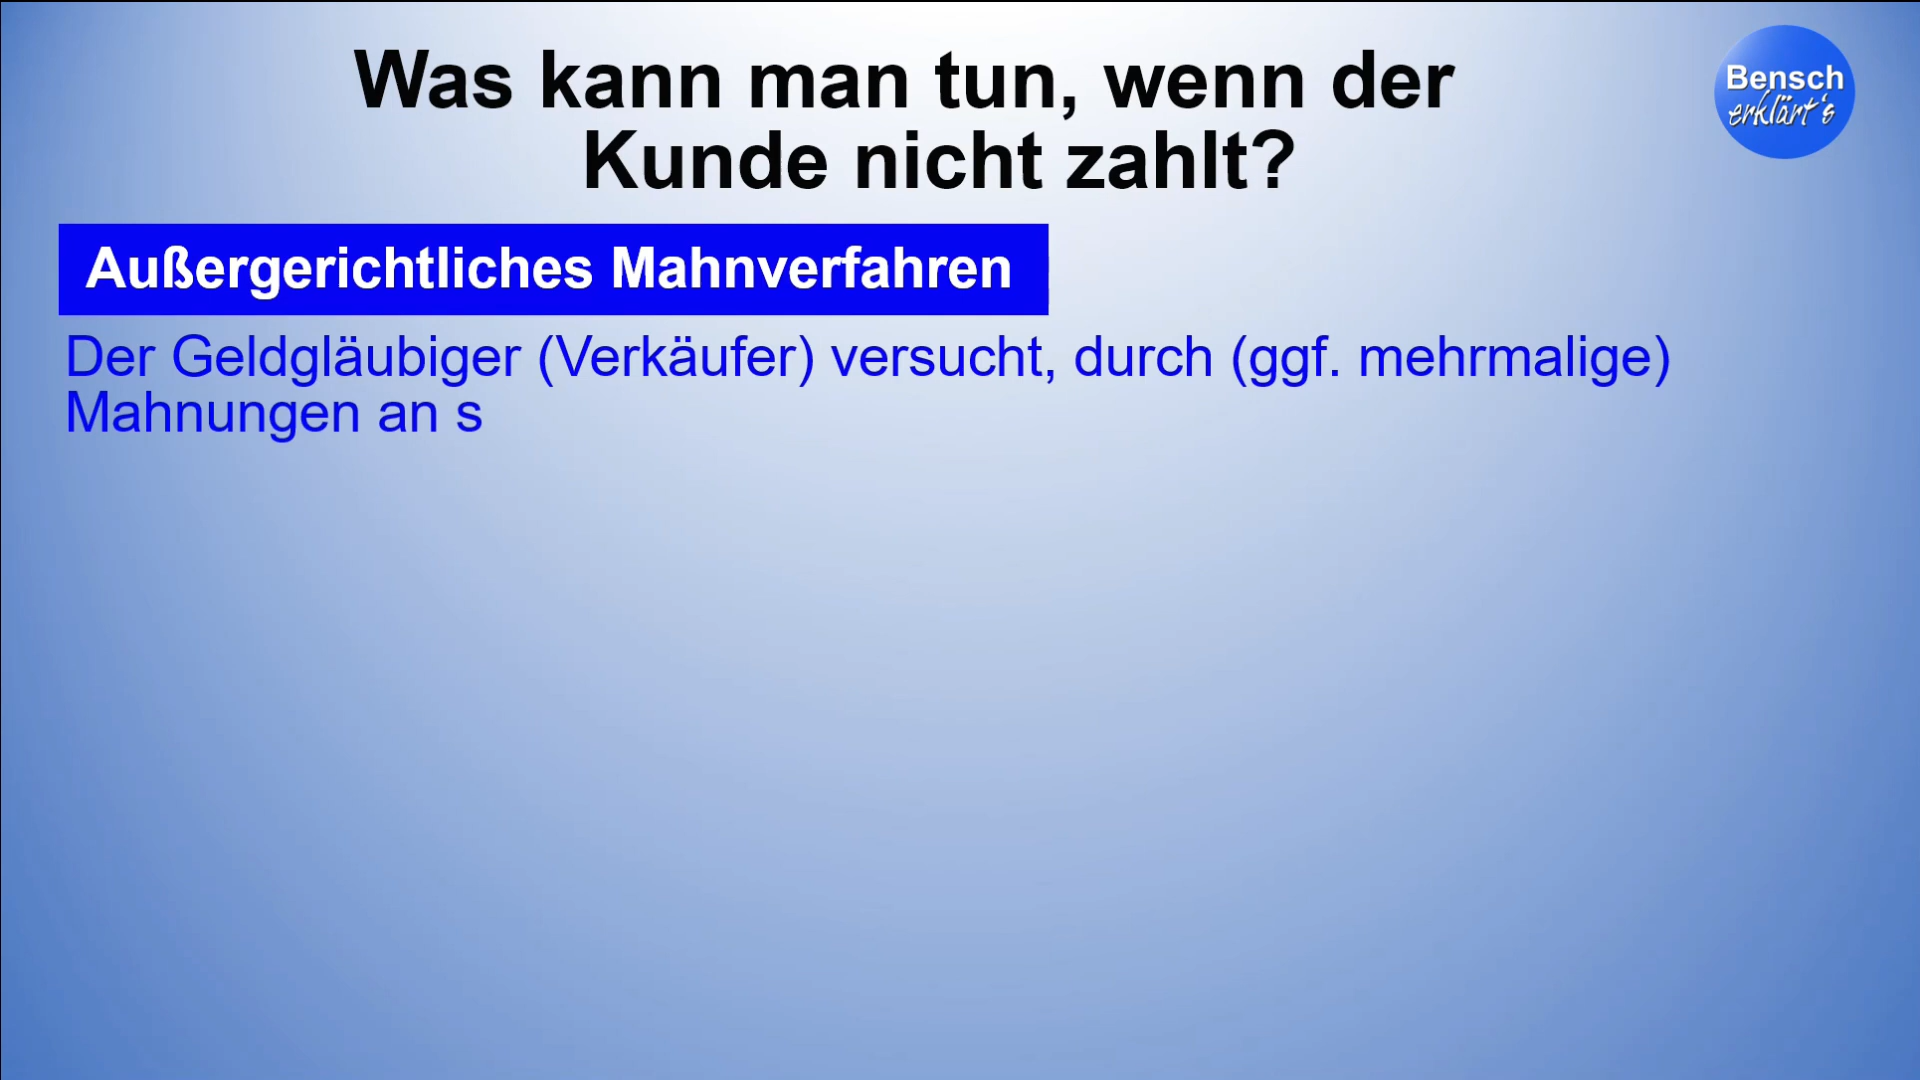 Was kann man tun, wenn der
Kunde nicht zahlt?
Bensch
erklärt's
Außergerichtliches Mahnverfahren
Der Geldgläubiger (Verkäufer) versucht, durch (ggf. mehrmalige)
Mahnungen an s